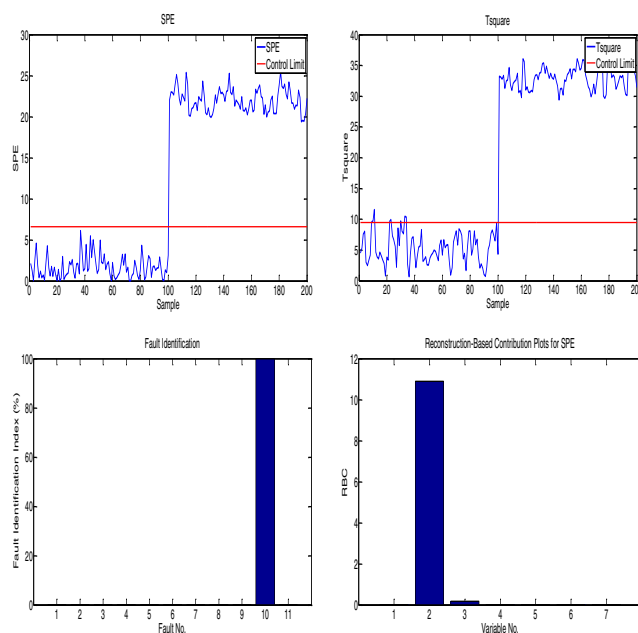 SPE
30
25
20
15
10
5
0
SPE
0 20 40 60 80 100 120 140 160 180 200
Sample
SPE
Control Limit
Tsquare
40
35
30
25
20
15
10
5
0
Tsquare
0 20 40 60 80 100 120 140 160 180 200
Sample
Tsquare
Control Limit
Fault Identification
100
80
60
40
20
0
Fault Identification Index (%)
1 2 3 4 5 6 7 8 9 10 11
Fault No.
Reconstruction-Based Contribution Plots for SPE
12
10
8
6
4
2
0
RBC
1 2 3 4 5 6 7
Variable No.